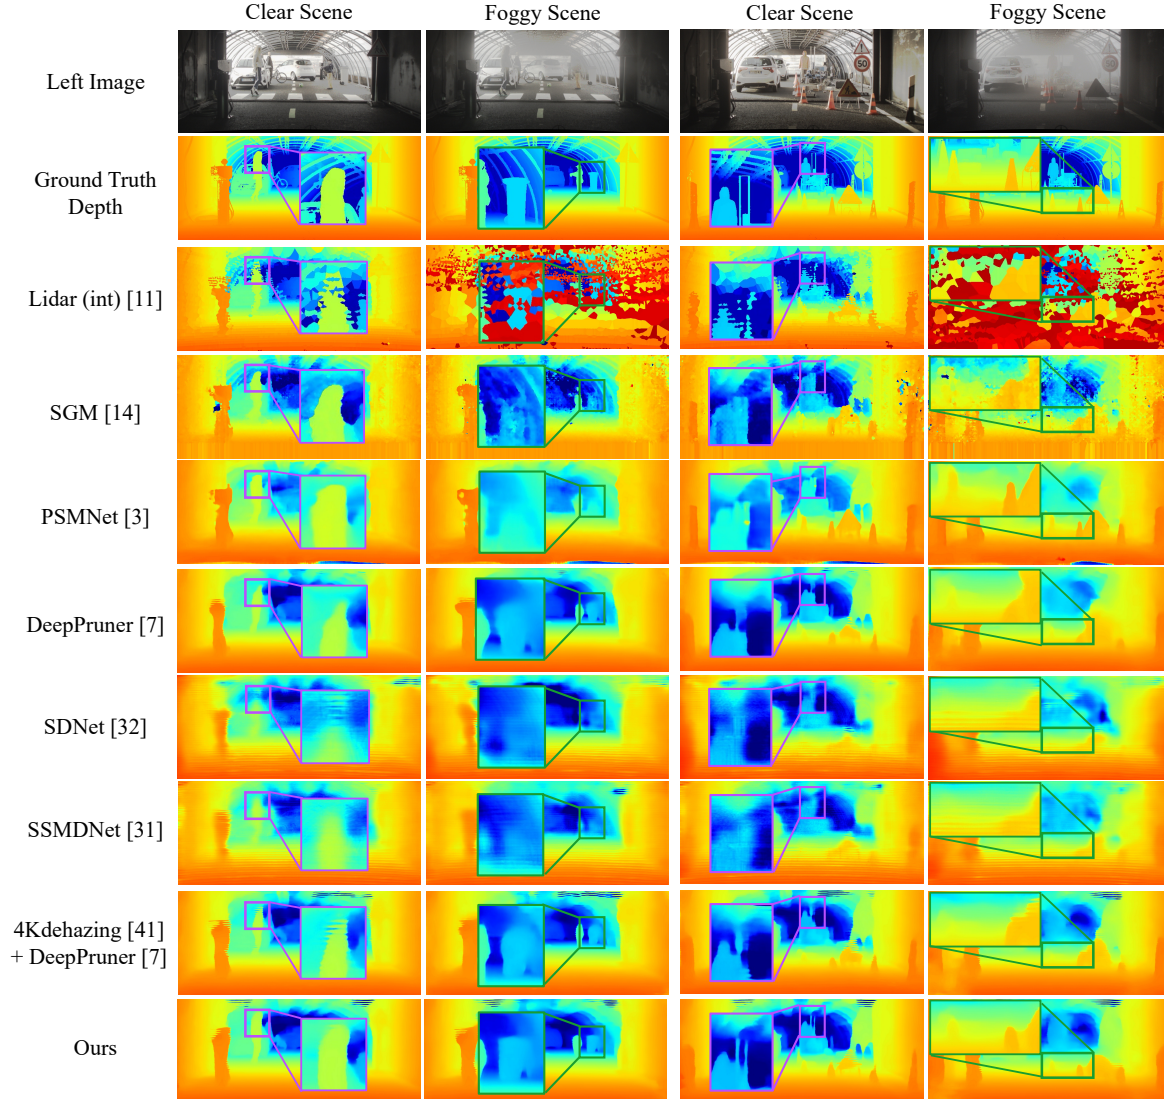 Clear Scene
Foggy Scene
Clear Scene
Foggy Scene
Left Image
50
Ground Truth
Depth
Lidar (int) [11]
SGM [14]
PSMNet [3]
DeepPruner [7]
SDNet [32]
SSMDNet [31]
4Kdehazing [41]
+ DeepPruner [7]
Ours